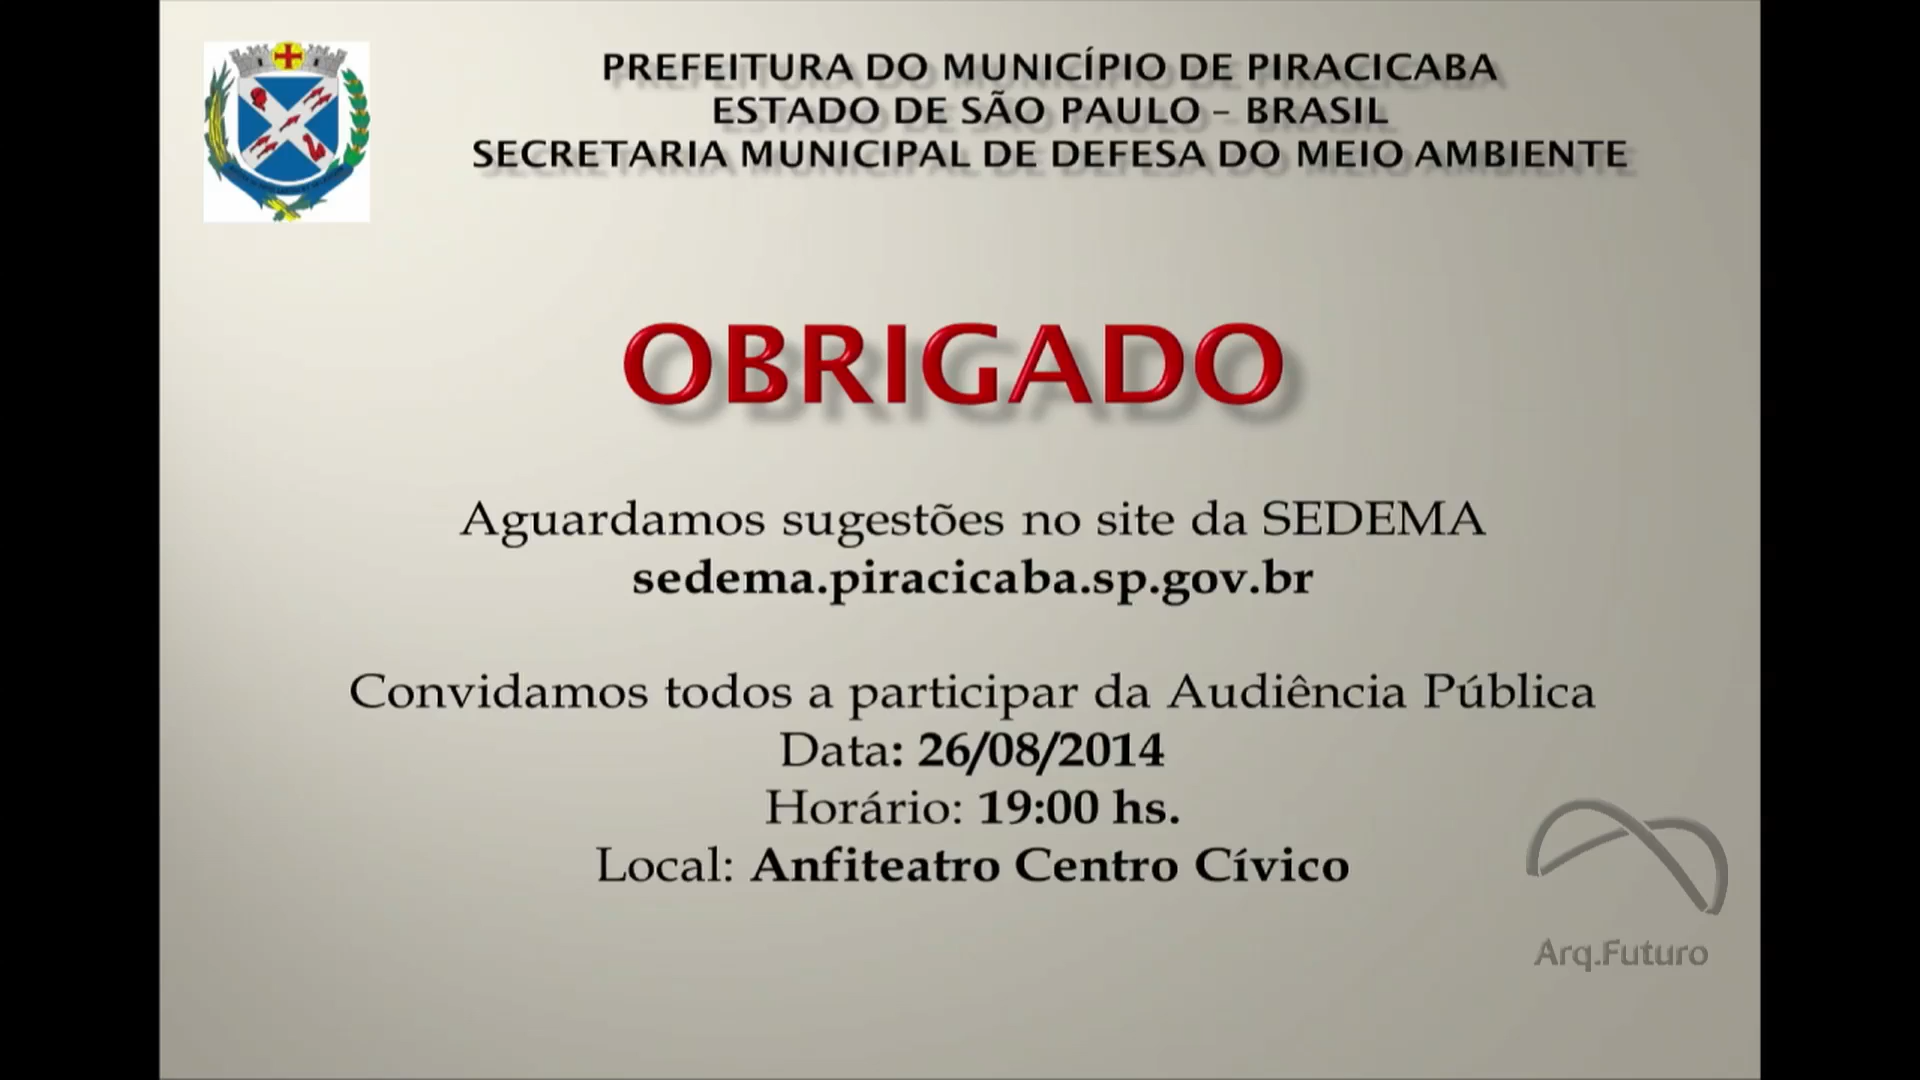 PREFEITURA DO MUNICÍPIO DE PIRACICABA
ESTADO DE SÃO PAULO – BRASIL
SECRETARIA MUNICIPAL DE DEFESA DO MEIO AMBIENTE
OBRIGADO
Aguardamos sugestões no site da SEDEMA
sedema.piracicaba.sp.gov.br
Convidamos todos a participar da Audiência Pública
Data: 26/08/2014
Horário: 19:00 hs.
Local: Anfiteatro Centro Cívico
Arq.Futuro